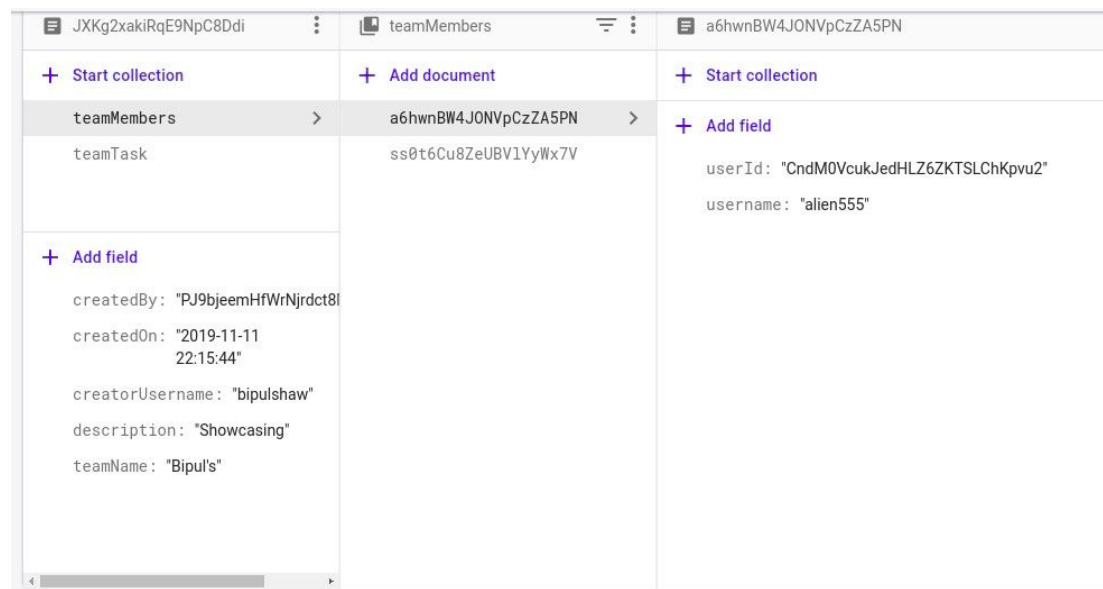 JXKg2xakiRqE9NpC8Ddi
teamMembers
a6hwnBW4JONVpCzZA5PN
+ Start collection
+ Add document
+ Start collection
teamMembers
teamTask
a6hwnBW4JONVpCzZA5PN
ss0t6Cu8ZeUBVlYyWx7V
+ Add field
userId: "CndM0VcukJedHLZ6ZKTSLChKpvu2"
username: "alien555"
+ Add field
createdBy:
createdOn: "2019-11-11
22:15:44"
creatorUsername: "bipulshaw"
description: "Showcasing"
teamName: "Bipul's"